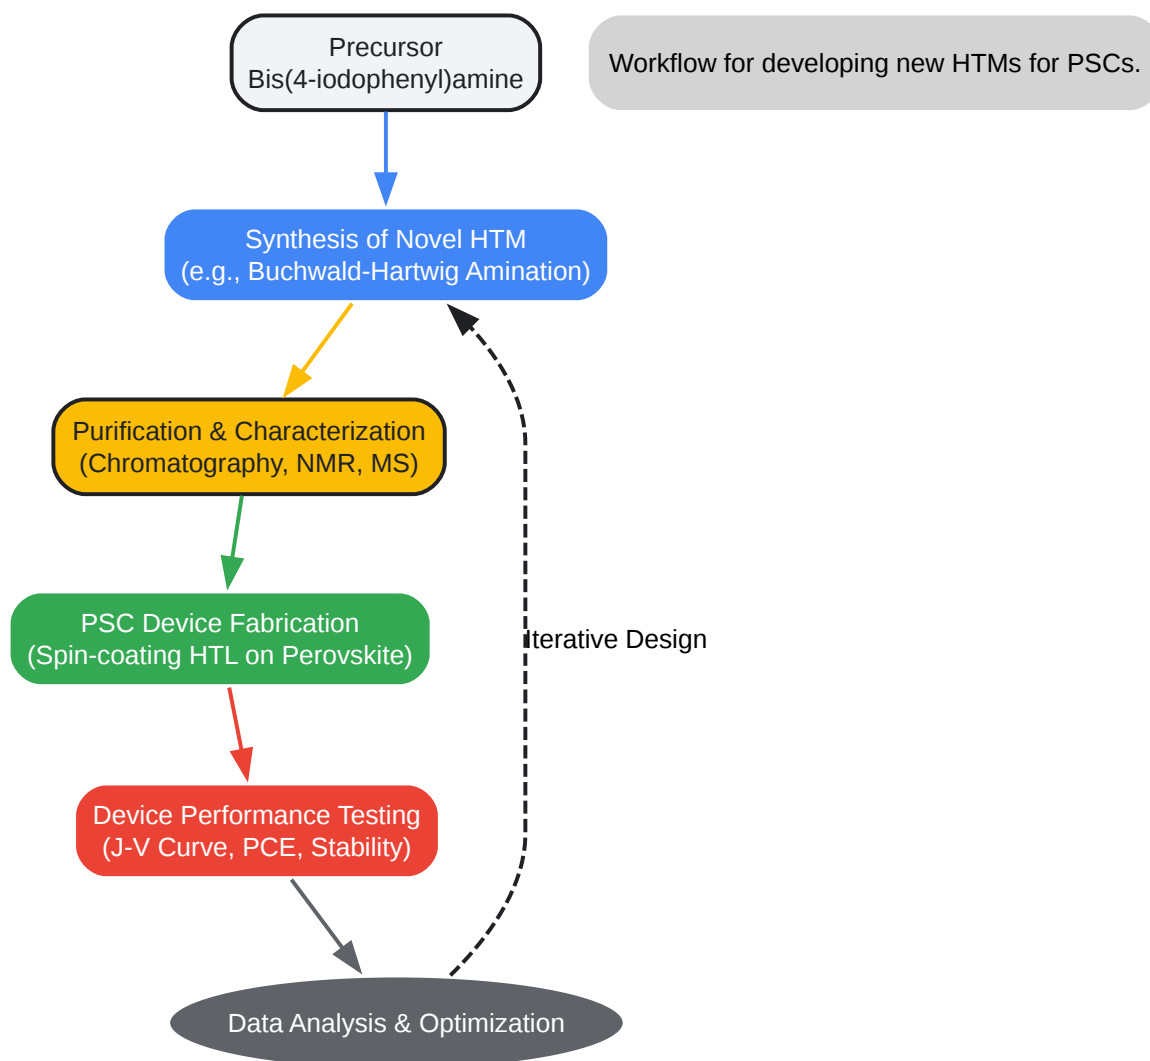 Precursor
Bis(4-iodophenyl)amine
Workflow for developing new HTMs for PSCs.
Synthesis of Novel HTM
(e.g., Buchwald-Hartwig Amination)
Purification & Characterization
(Chromatography, NMR, MS)
PSC Device Fabrication
(Spin-coating HTL on Perovskite)
Iterative Design
Device Performance Testing
(J-V Curve, PCE, Stability)
Data Analysis & Optimization